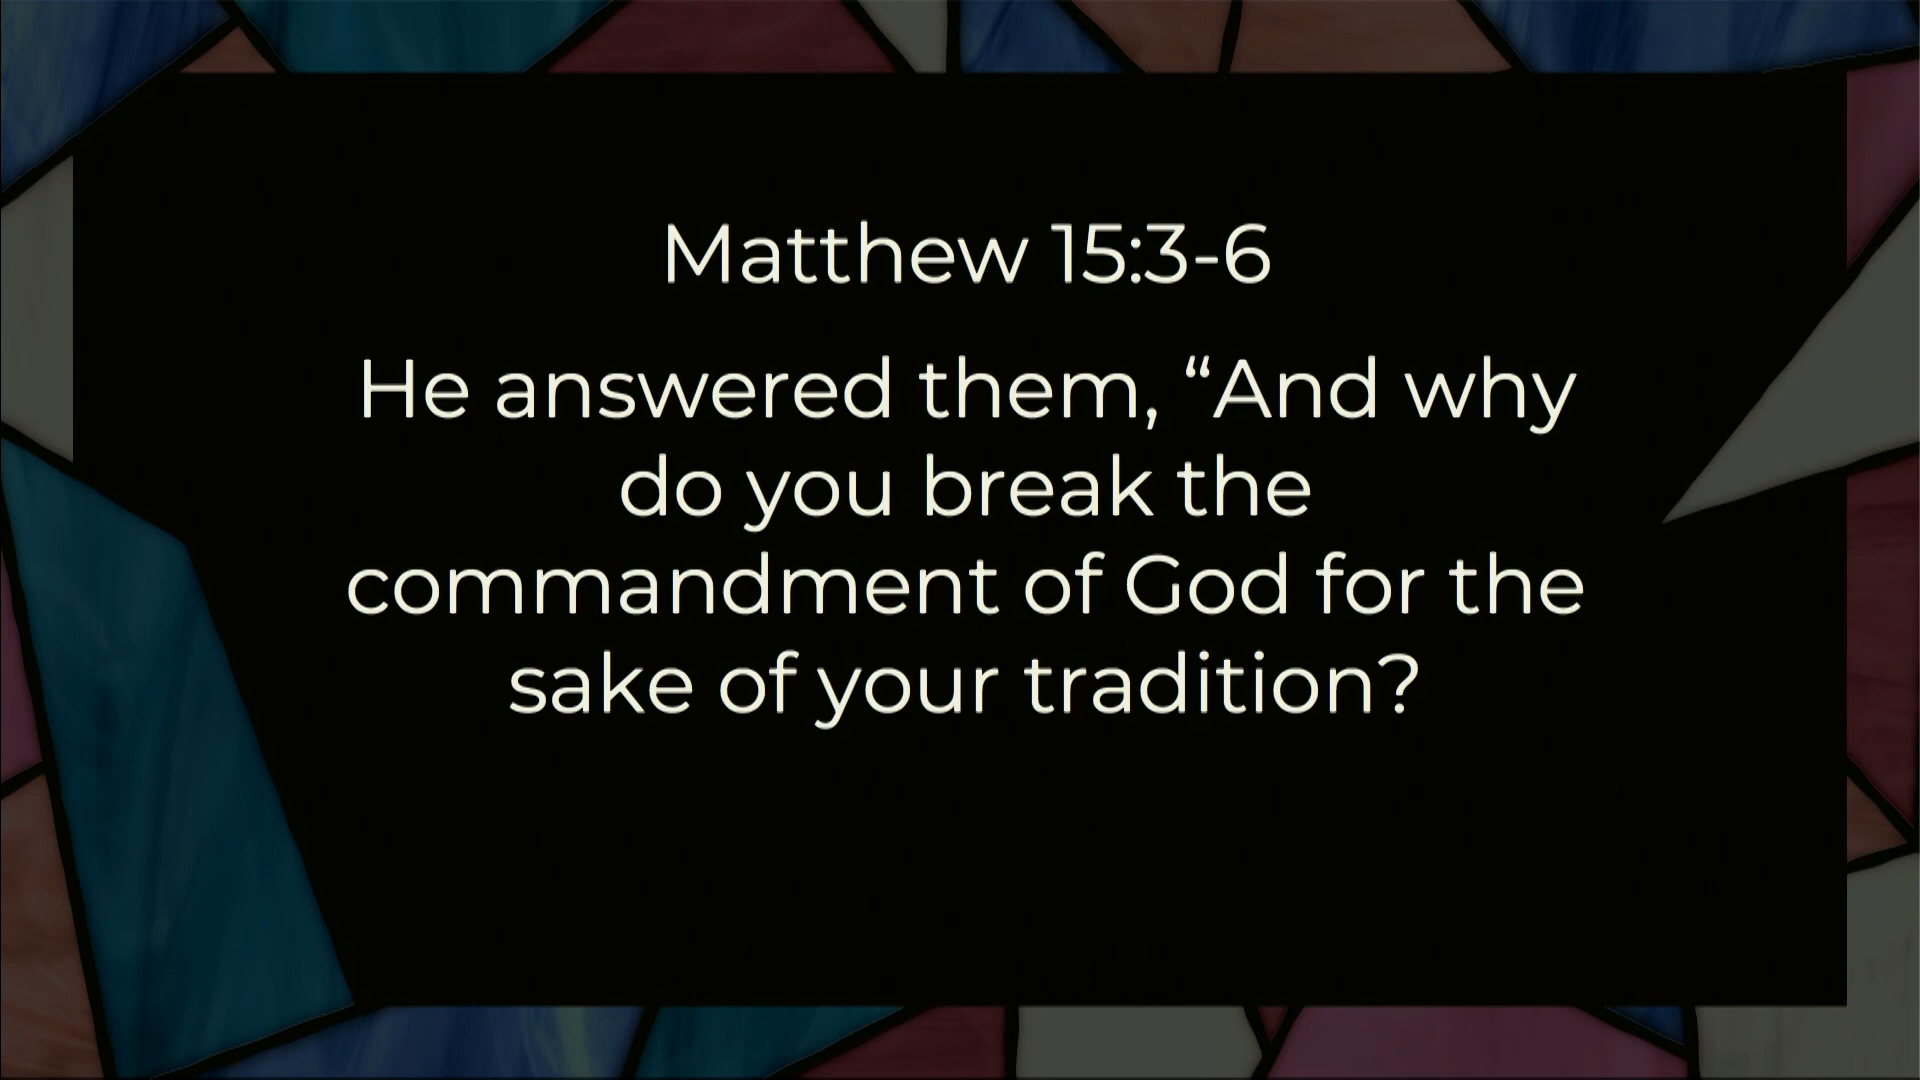 Matthew 15:3-6
He answered them, “And why
do you break the
commandment of God for the
sake of your tradition?